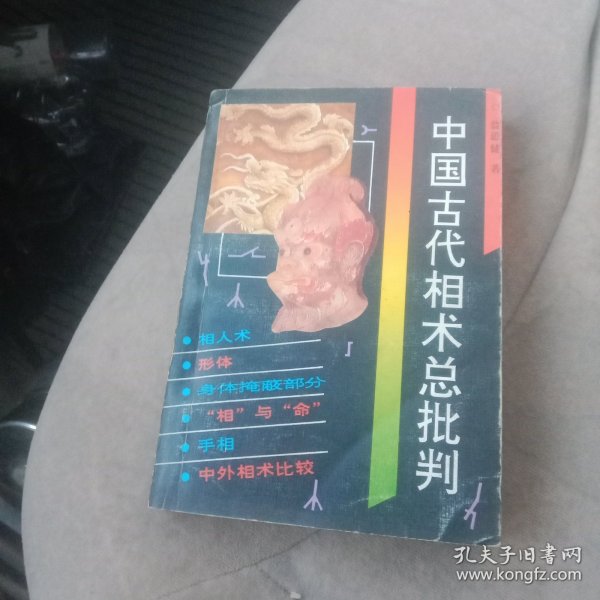 中国古代相术总批判
著
相人术
形体
身体掩蔽部分
“相”与“命”
手相
中外相术比较
孔夫子旧书网
www.kongfz.com